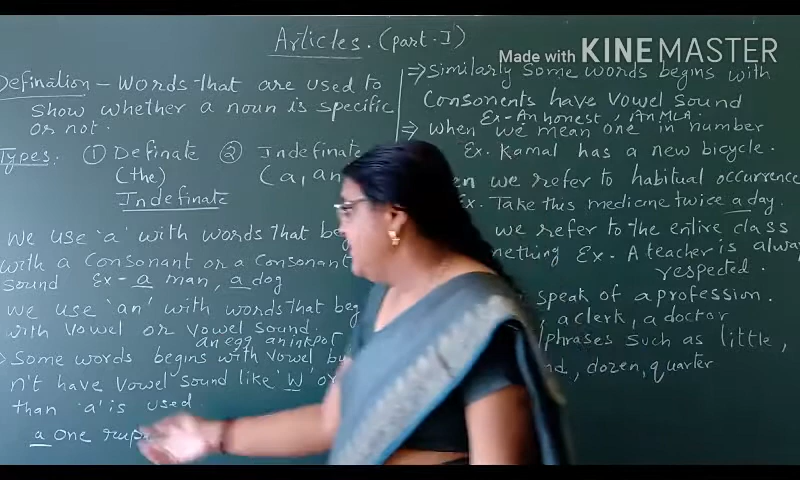 Articles. (part. I)
Made with KINEMASTER
Defination - Words that are used to
show whether a noun is specific
or not.
Types: ① Definate ② Indefinate
(the) (a, an
Indefinate
We use 'a' with words that be
with a Consonant or a Consonant
sound Ex- a man, a dog
We use 'an' with words that beg
with Vowel or Vowel sound.
an egg an inkpot
Some words begins with Vowel bu
n't have Vowel sound like 'W' or
than 'a' is used
a one rup
⇒ Similarly some words begins with
Consonents have Vowel sound
Ex- An honest, An MLA.
⇒ When we mean one in number
Ex. Kamal has a new bicycle.
en we refer to habitual occurrence
Ex. Take this medicine twice a day.
we refer to the entire class
mething Ex. A teacher is alway
respected.
speak of a profession.
a clerk, a doctor
/phrases such as little,
nd, dozen, quarter